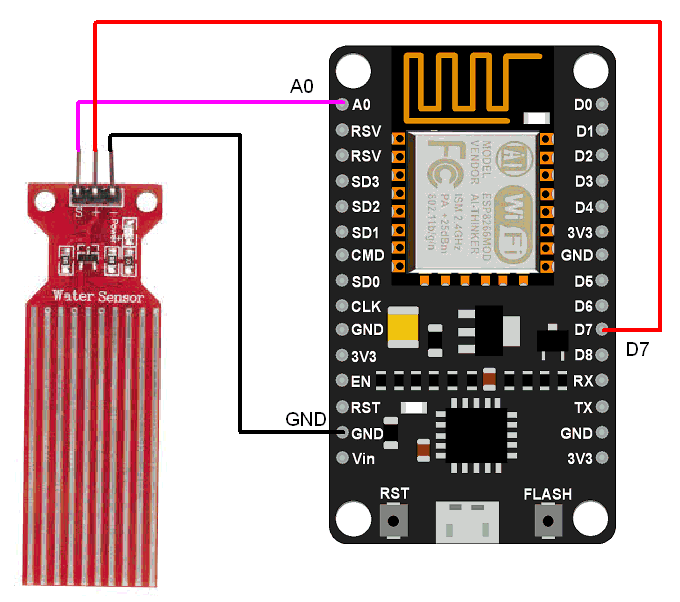 A0
S + -
Power
Water Sensor
GND
D7
A0
RSV
RSV
SD3
SD2
SD1
CMD
SD0
CLK
GND
3V3
EN
RST
GND
Vin
D0
D1
D2
D3
D4
3V3
GND
D5
D6
D7
D8
RX
TX
GND
3V3
MODEL ESP8266MOD
VENDOR AI-THINKER
ISM 2.4GHz
PA +25dBm
802.11b/g/n
FC
AI
WiFi
RST
FLASH